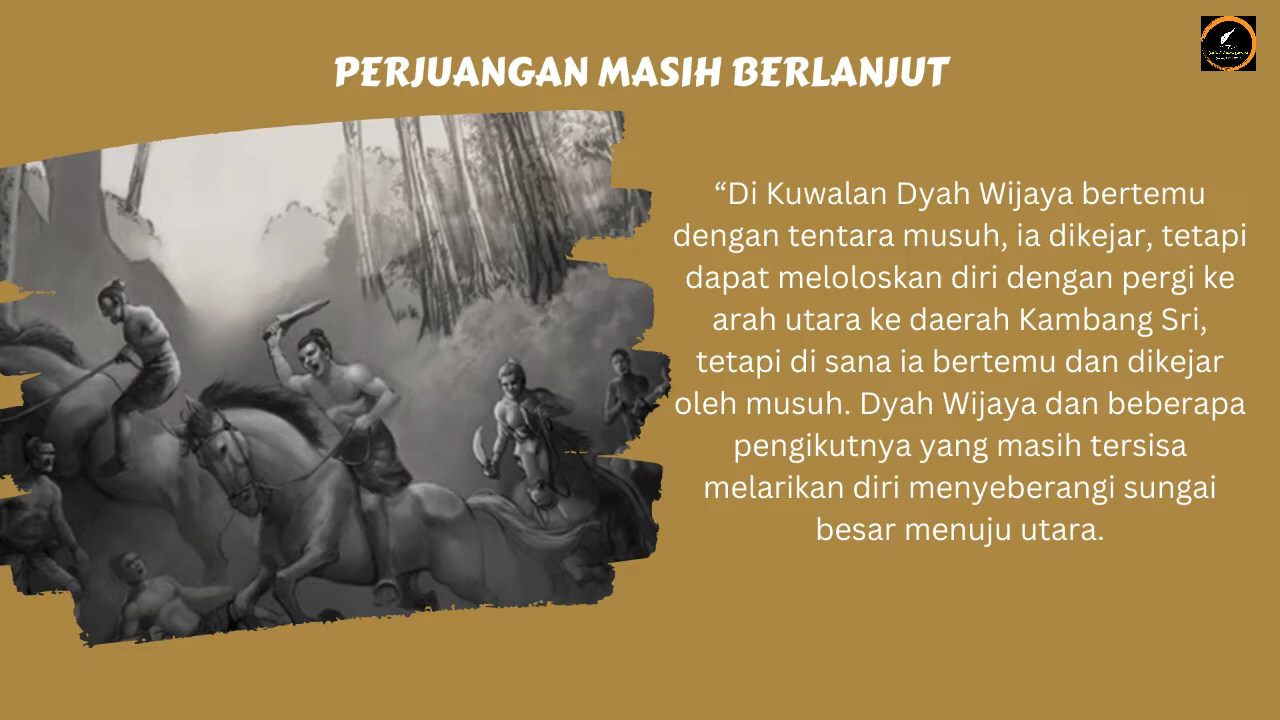 PERJUANGAN MASIH BERLANJUT
“Di Kuwalan Dyah Wijaya bertemu
dengan tentara musuh, ia dikejar, tetapi
dapat meloloskan diri dengan pergi ke
arah utara ke daerah Kambang Sri,
tetapi di sana ia bertemu dan dikejar
oleh musuh. Dyah Wijaya dan beberapa
pengikutnya yang masih tersisa
melarikan diri menyeberangi sungai
besar menuju utara.